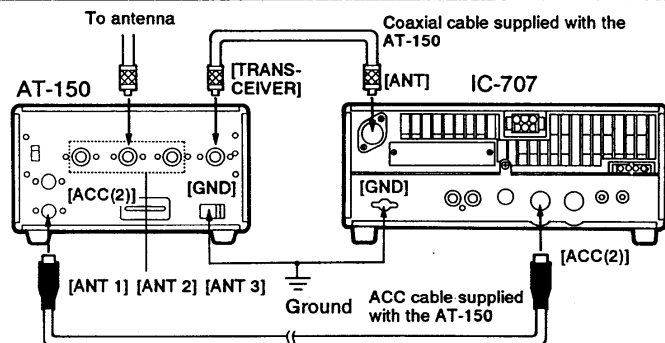 To antenna
Coaxial cable supplied with the
AT-150
[TRANS-
CEIVER]
[ANT]
AT-150
IC-707
[ACC(2)]
[GND]
[GND]
[ACC(2)]
[ANT 1] [ANT 2] [ANT 3]
Ground
ACC cable supplied
with the AT-150